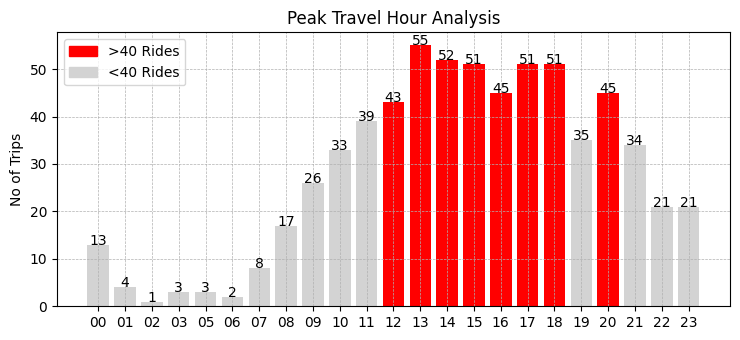 Peak Travel Hour Analysis
>40 Rides
<40 Rides
No of Trips
50
40
30
20
10
0
13 4 1 3 3 2 8 17 26 33 39 43 55 52 51 45 51 51 35 45 34 21 21
00 01 02 03 05 06 07 08 09 10 11 12 13 14 15 16 17 18 19 20 21 22 23